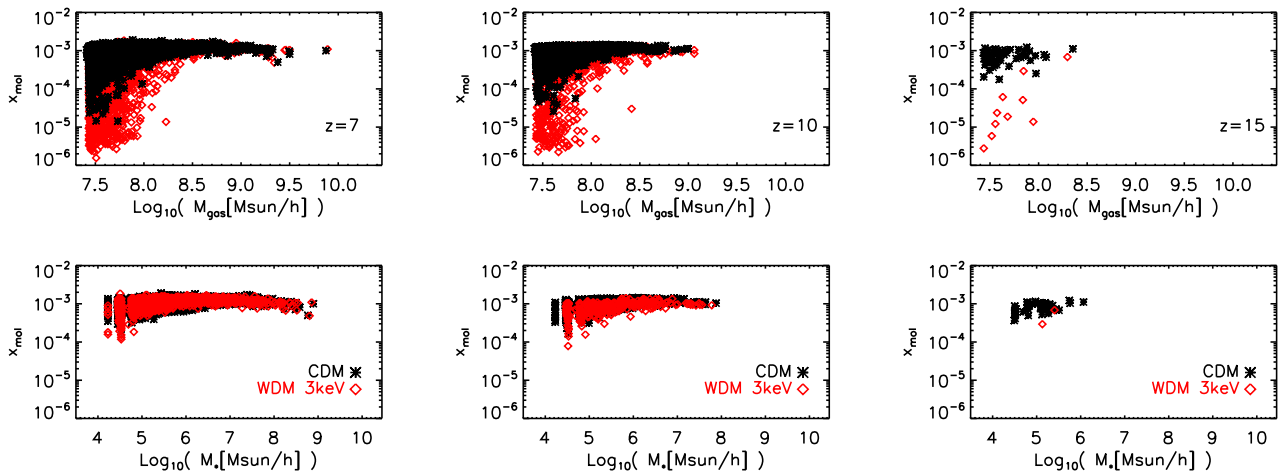 10⁻² 10⁻² 10⁻²
10⁻³ 10⁻³ 10⁻³
x_mol 10⁻⁴ x_mol 10⁻⁴ x_mol 10⁻⁴
10⁻⁵ z=7 10⁻⁵ z=10 10⁻⁵ z=15
10⁻⁶ 10⁻⁶ 10⁻⁶
7.5 8.0 8.5 9.0 9.5 10.0 7.5 8.0 8.5 9.0 9.5 10.0 7.5 8.0 8.5 9.0 9.5 10.0
Log₁₀( M_gas[Msun/h] ) Log₁₀( M_gas[Msun/h] ) Log₁₀( M_gas[Msun/h] )
10⁻² 10⁻² 10⁻²
10⁻³ 10⁻³ 10⁻³
x_mol 10⁻⁴ x_mol 10⁻⁴ x_mol 10⁻⁴
CDM CDM CDM
10⁻⁵ WDM 3keV 10⁻⁵ WDM 3keV 10⁻⁵ WDM 3keV
10⁻⁶ 10⁻⁶ 10⁻⁶
4 5 6 7 8 9 10 4 5 6 7 8 9 10 4 5 6 7 8 9 10
Log₁₀( M_*[Msun/h] ) Log₁₀( M_*[Msun/h] ) Log₁₀( M_*[Msun/h] )